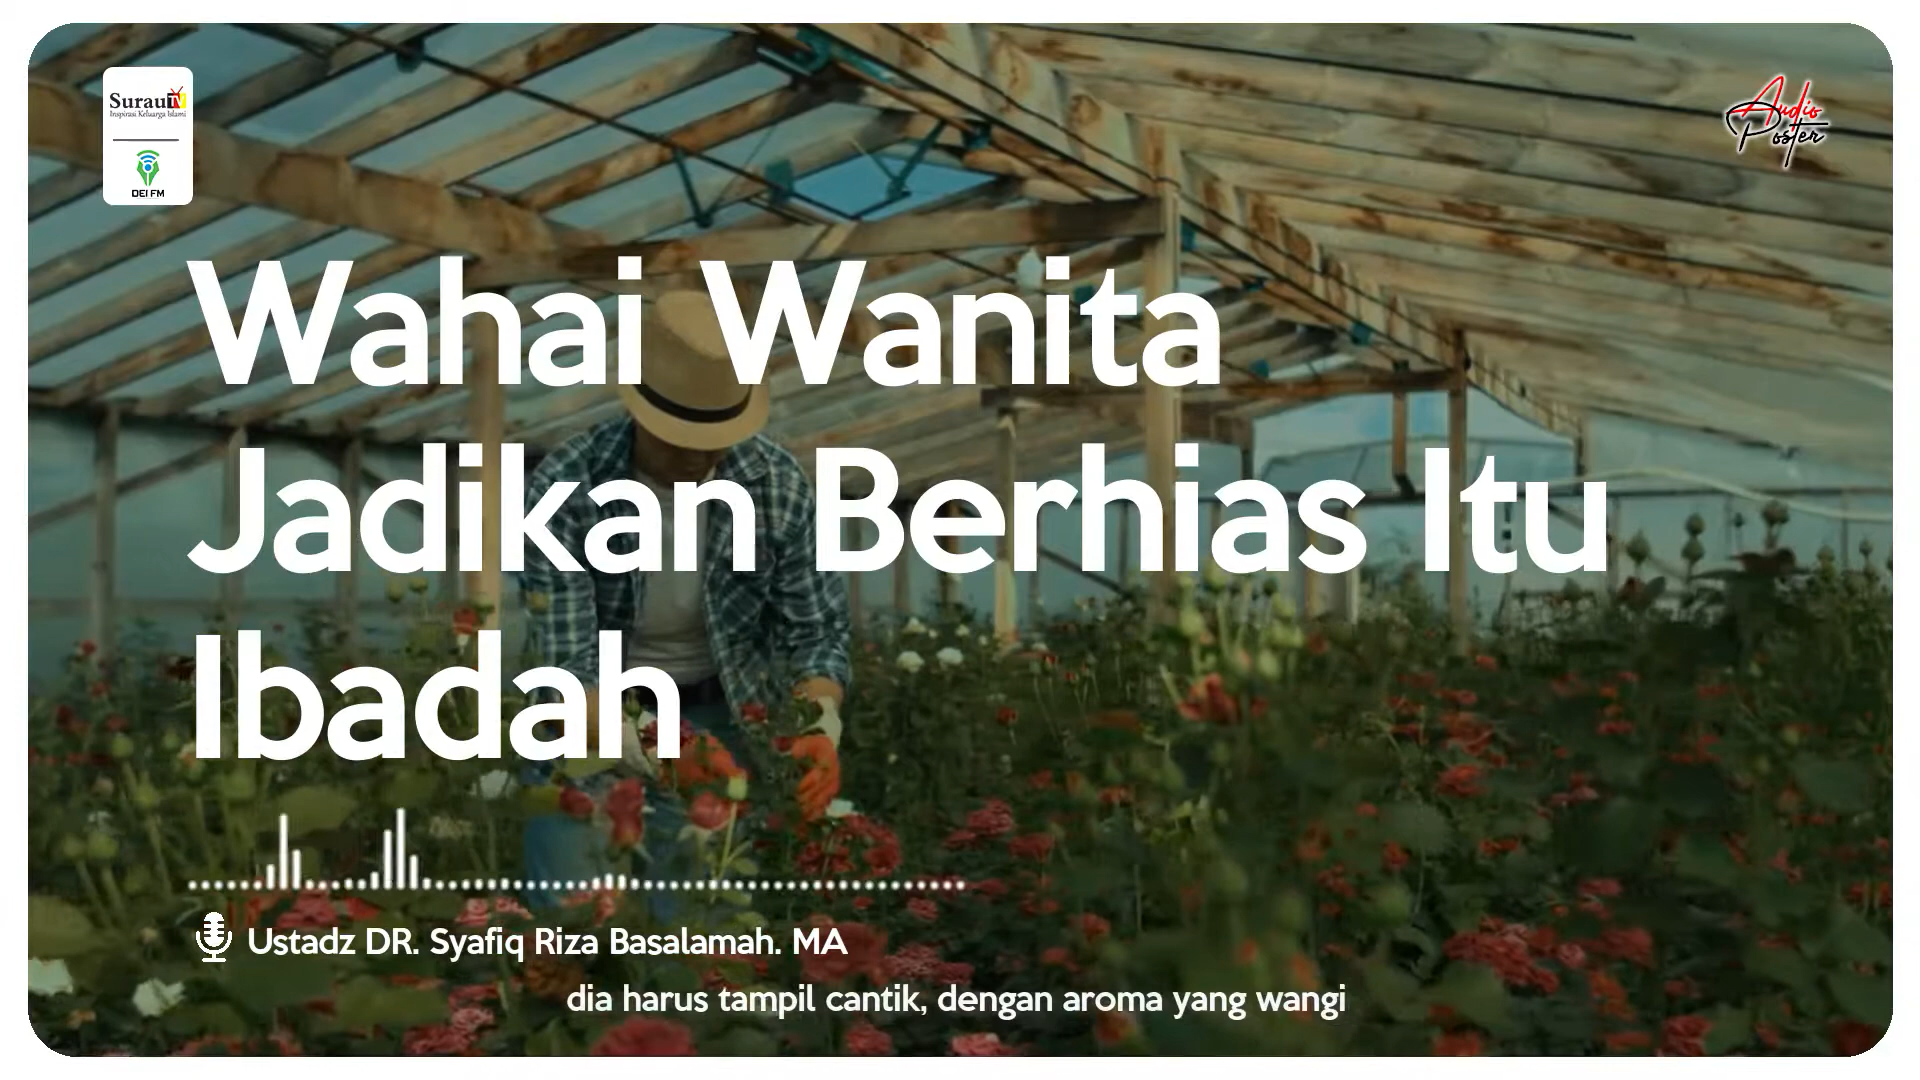 SurauTV
Inspirasi Keluarga Islami
DEI FM
Audio
Poster
Wahai Wanita
Jadikan Berhias Itu
Ibadah
Ustadz DR. Syafiq Riza Basalamah. MA
dia harus tampil cantik, dengan aroma yang wangi